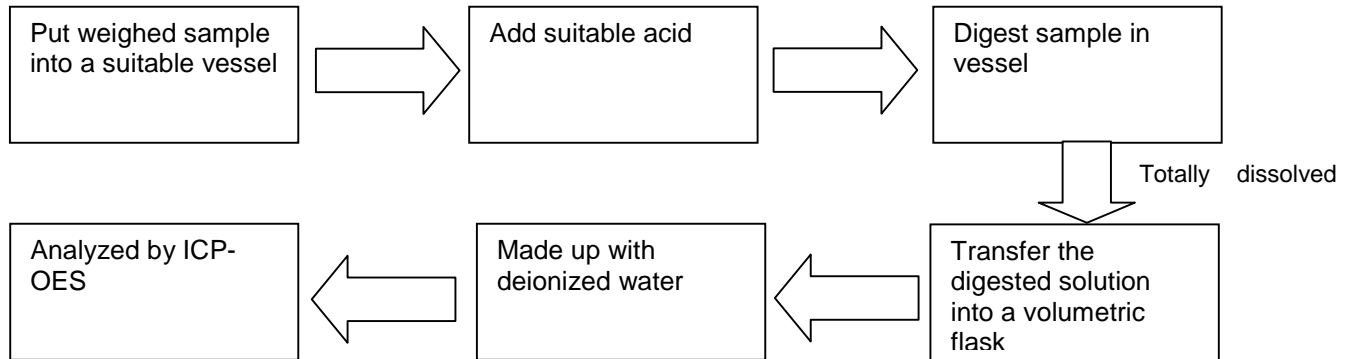 Put weighed sample
into a suitable vessel
Add suitable acid
Digest sample in
vessel
Totally dissolved
Transfer the
digested solution
into a volumetric
flask
Made up with
deionized water
Analyzed by ICP-
OES